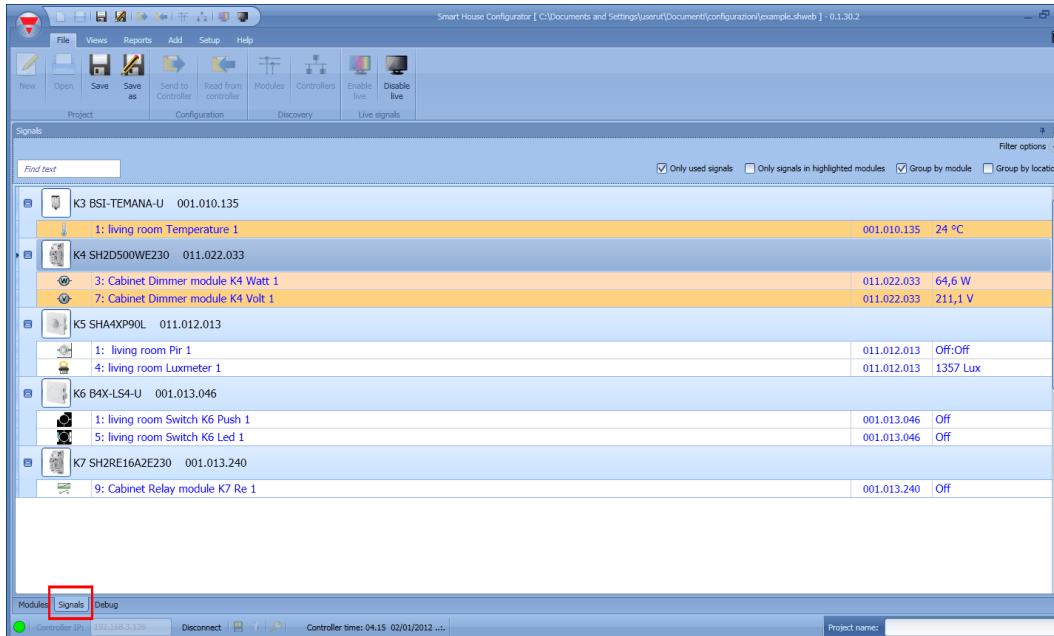 Smart House Configurator [ C:\Documents and Settings\userut\Documenti\configurazioni\example.shweb ] - 0.1.30.2
File Views Reports Add Setup Help
New Open Save Save as Send to Controller Read from controller Modules Controllers Enable live Disable live
Project Configuration Discovery Live signals
Signals
Filter options
Find text Only used signals Only signals in highlighted modules Group by module Group by locatio
K3 BSI-TEMANA-U 001.010.135
1: living room Temperature 1 001.010.135 24 °C
K4 SH2D500WE230 011.022.033
W 3: Cabinet Dimmer module K4 Watt 1 011.022.033 64,6 W
V 7: Cabinet Dimmer module K4 Volt 1 011.022.033 211,1 V
K5 SHA4XP90L 011.012.013
1: living room Pir 1 011.012.013 Off:Off
4: living room Luxmeter 1 011.012.013 1357 Lux
K6 B4X-LS4-U 001.013.046
1: living room Switch K6 Push 1 001.013.046 Off
5: living room Switch K6 Led 1 001.013.046 Off
K7 SH2RE16A2E230 001.013.240
9: Cabinet Relay module K7 Re 1 001.013.240 Off
Modules Signals Debug
Controller IP: 192.168.3.126 Disconnect Controller time: 04.15 02/01/2012 ..:. Project name: